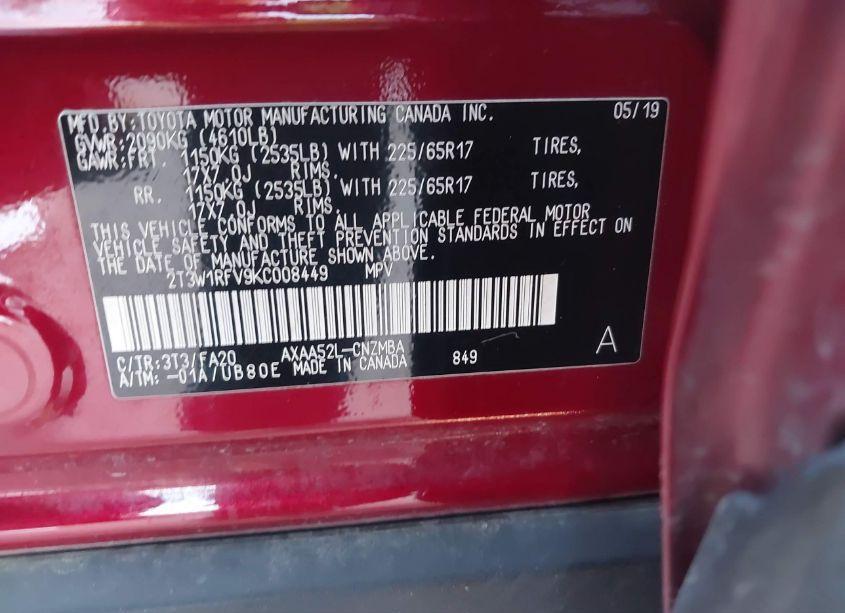 MFD.BY:TOYOTA MOTOR MANUFACTURING CANADA INC. 05/19
GVWR:2090KG (4610LB)
GAWR:FRT. 1150KG (2535LB) WITH 225/65R17 TIRES,
17X7.0J RIMS.
RR. 1150KG (2535LB) WITH 225/65R17 TIRES,
17X7.0J RIMS.
THIS VEHICLE CONFORMS TO ALL APPLICABLE FEDERAL MOTOR
VEHICLE SAFETY AND THEFT PREVENTION STANDARDS IN EFFECT ON
THE DATE OF MANUFACTURE SHOWN ABOVE.
2T3W1RFV9KC008449 MPV
C/TR:3T3/FA20 AXAA52L-CNZMBA
A/TM: -01A/UB80E MADE IN CANADA 849 A